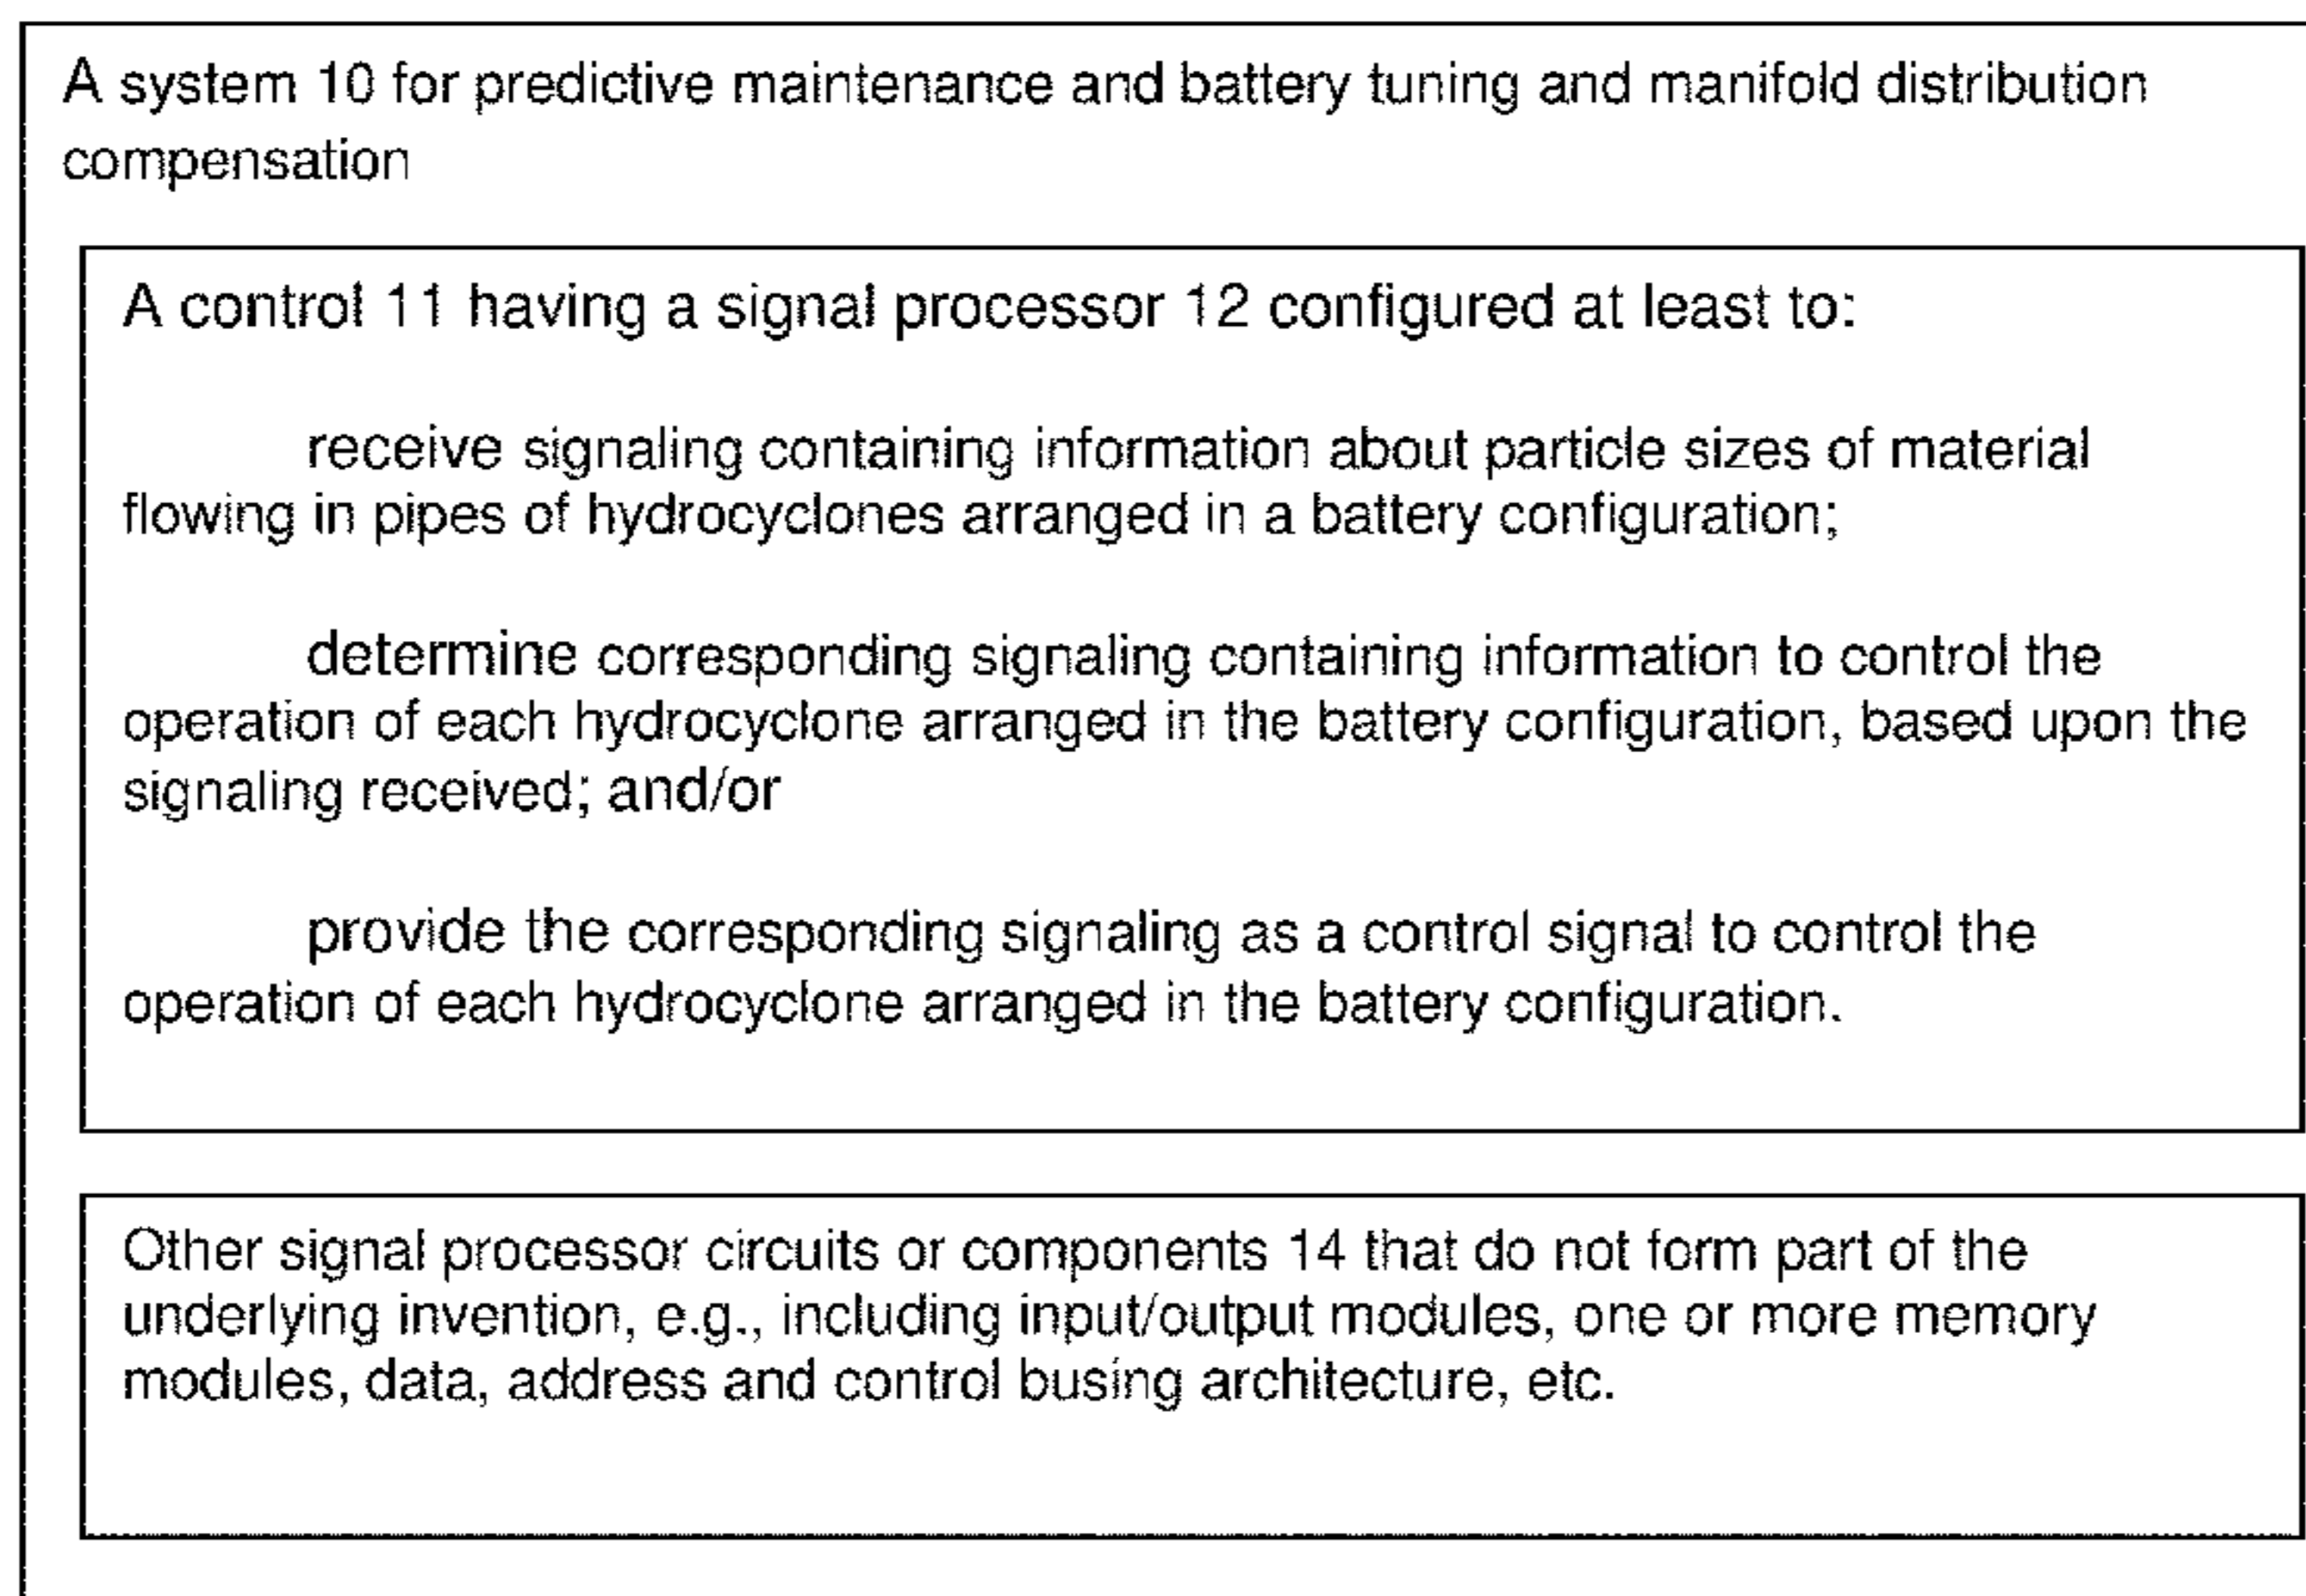 A system 10 for predictive maintenance and battery tuning and manifold distribution
compensation
A control 11 having a signal processor 12 configured at least to:
receive signaling containing information about particle sizes of material
flowing in pipes of hydrocyclones arranged in a battery configuration;
determine corresponding signaling containing information to control the
operation of each hydrocyclone arranged in the battery configuration, based upon the
signaling received; and/or
provide the corresponding signaling as a control signal to control the
operation of each hydrocyclone arranged in the battery configuration.
Other signal processor circuits or components 14 that do not form part of the
underlying invention, e.g., including input/output modules, one or more memory
modules, data, address and control busing architecture, etc.